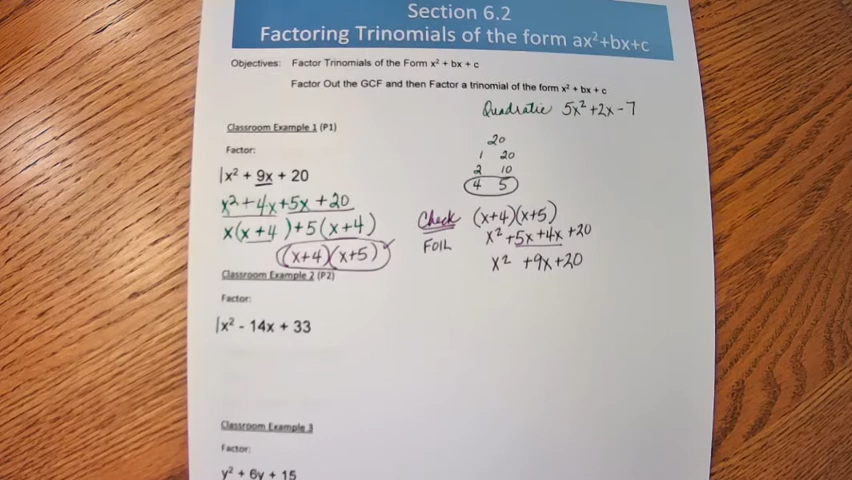 Section 6.2
Factoring Trinomials of the form ax²+bx+c
Objectives: Factor Trinomials of the Form x² + bx + c
Factor Out the GCF and then Factor a trinomial of the form x² + bx + c
Quadratic 5x² +2x - 7
Classroom Example 1 (P1)
Factor:
1x² + 9x + 20
x² + 4x + 5x + 20
x(x+4) + 5(x+4)
(x+4)(x+5)
20
1 20
2 10
4 5
Check (x+4)(x+5)
FOIL x² +5x+4x +20
x² +9x+20
Classroom Example 2 (P2)
Factor:
1x² - 14x + 33
Classroom Example 3
Factor:
y² + 6y + 15